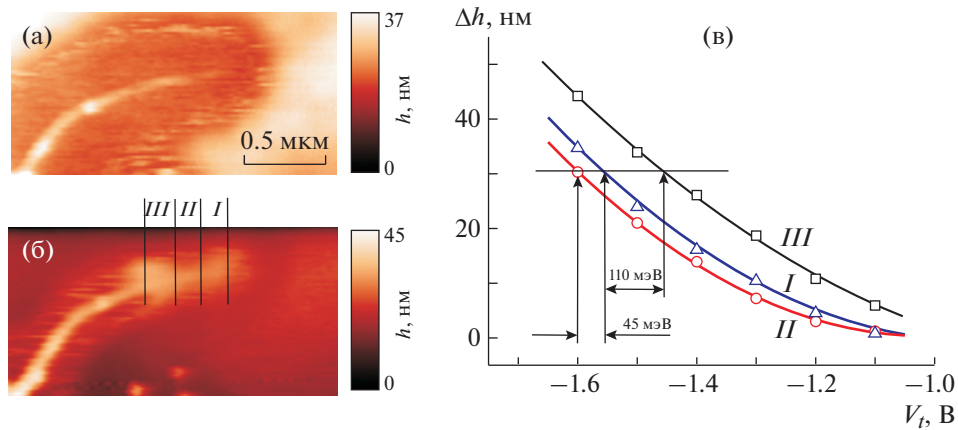 (а)
37
h, нм
0
0.5 мкм
III II I
(б)
45
h, нм
0
Δh, нм
(в)
40
20
0
III
I
II
110 мэВ
45 мэВ
−1.6 −1.4 −1.2 −1.0
V_t, В